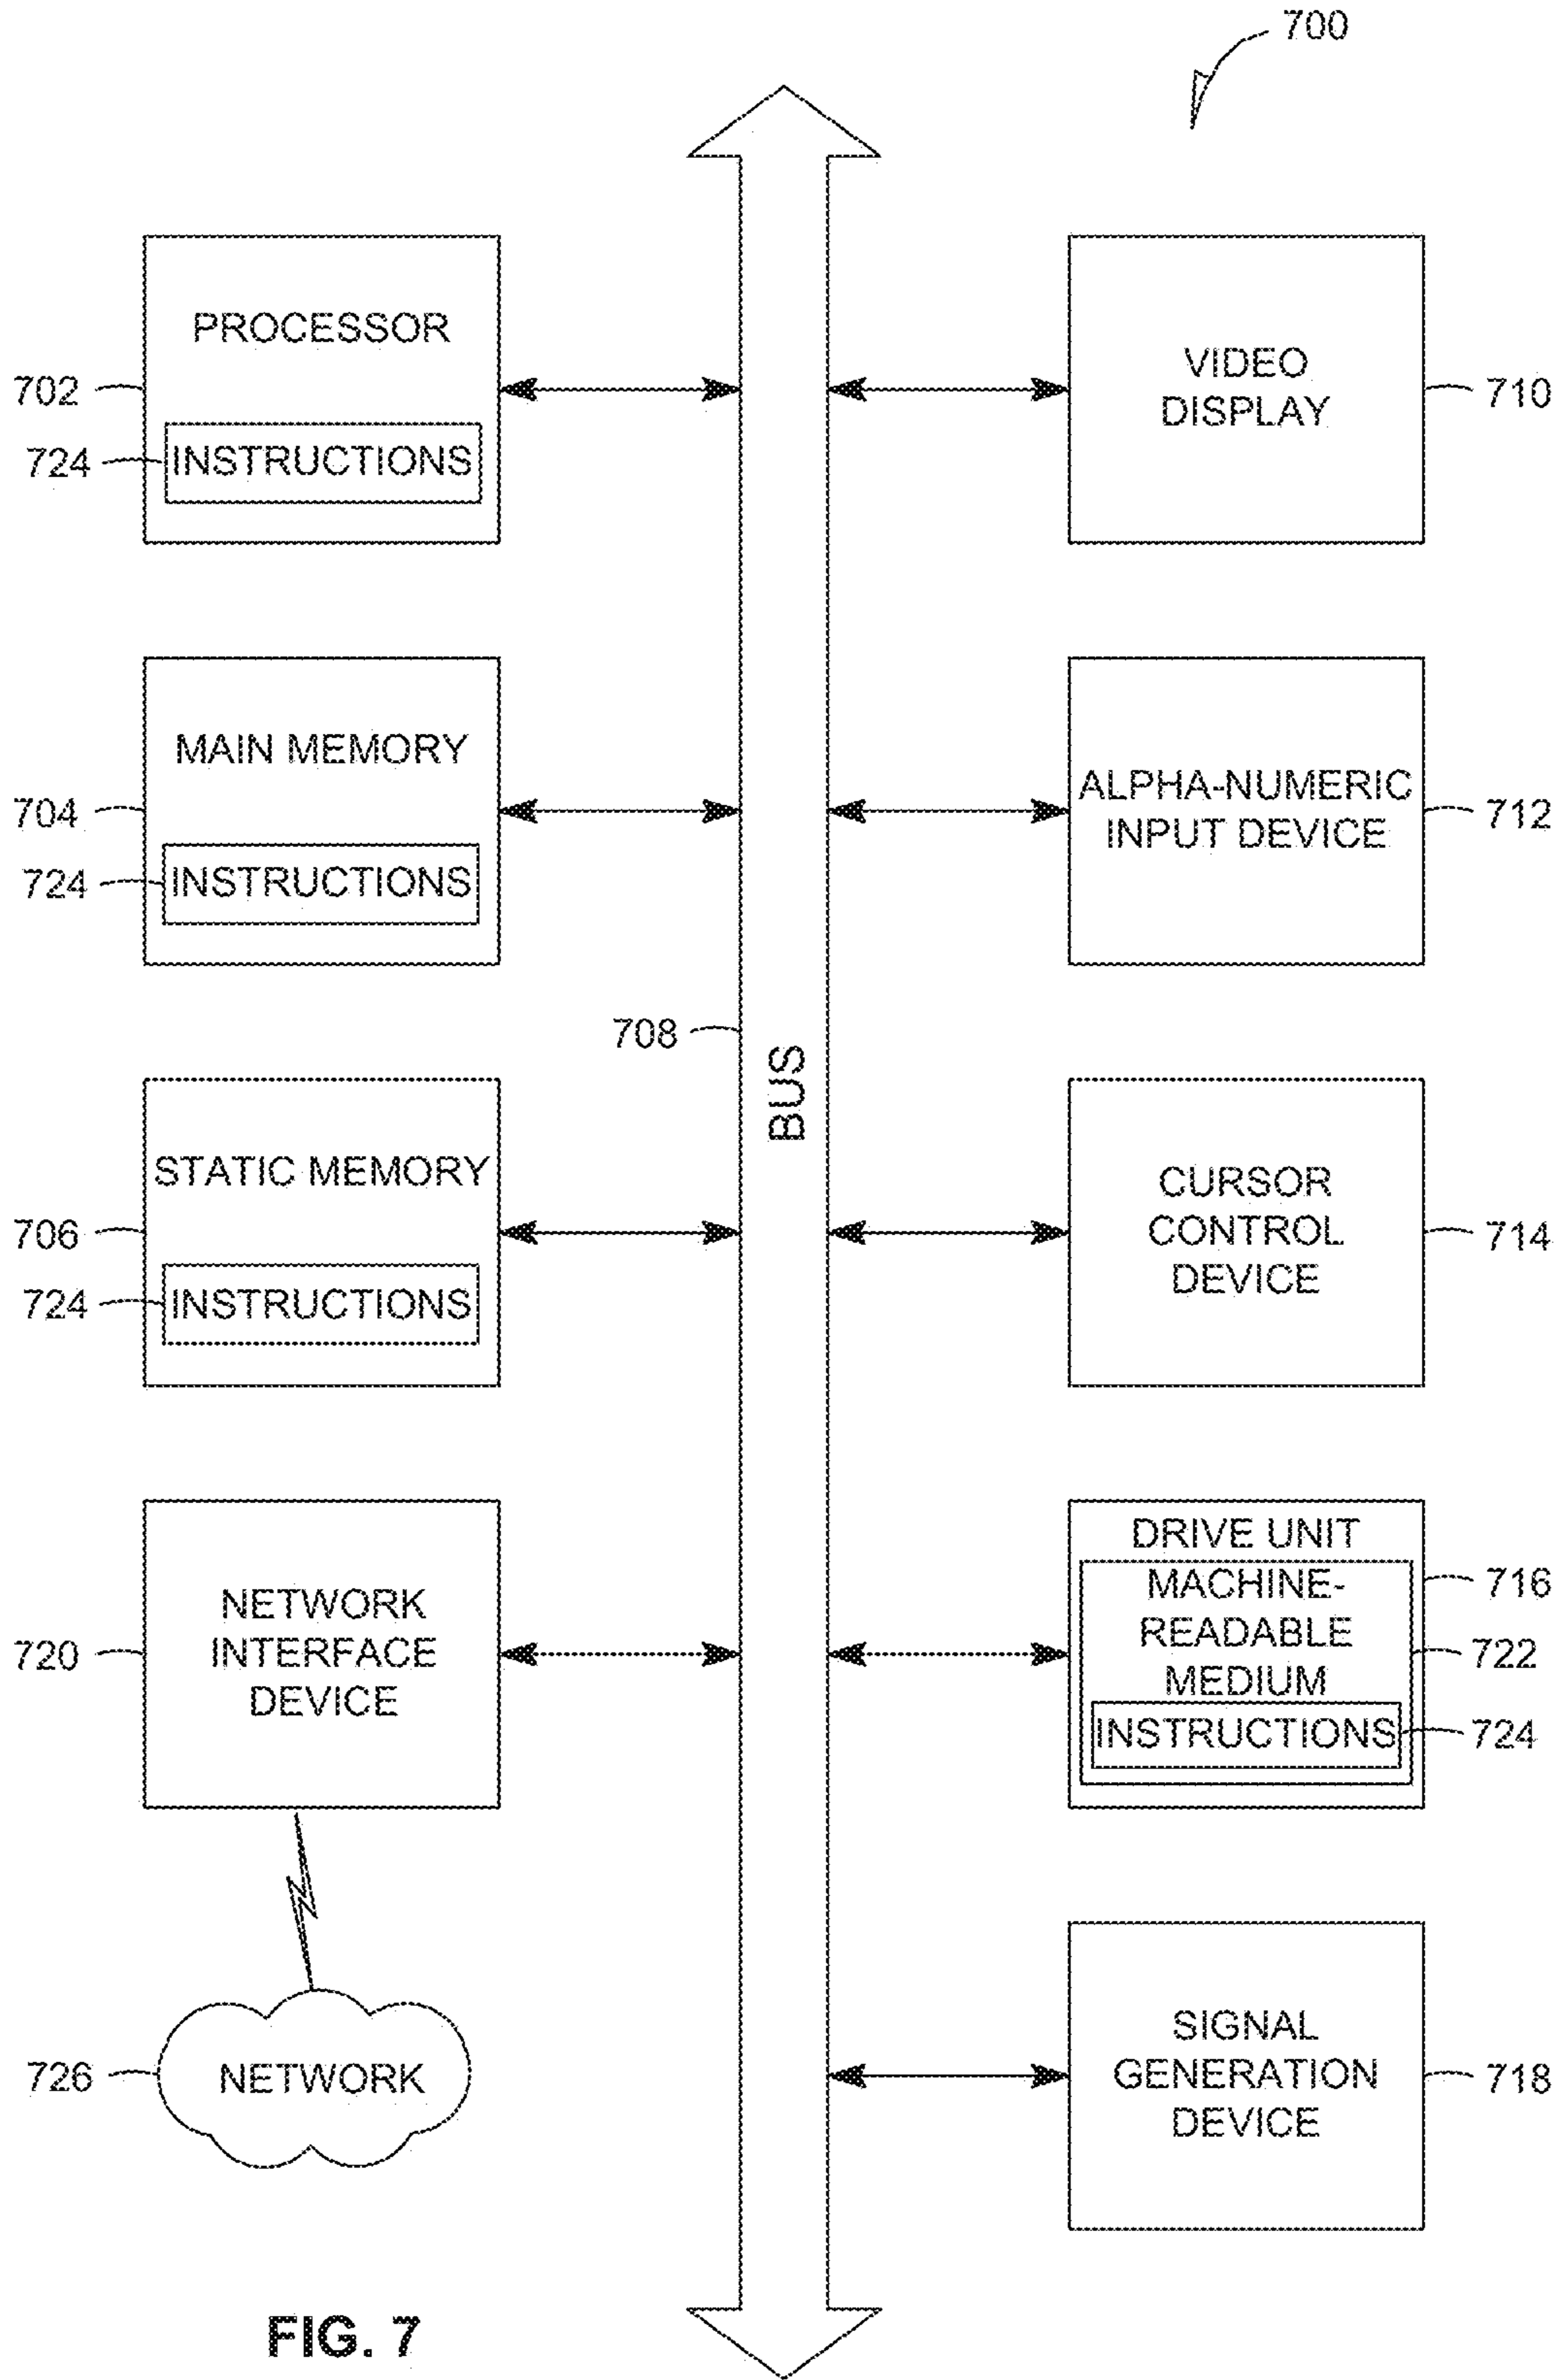 700
PROCESSOR
702
724
INSTRUCTIONS
VIDEO
DISPLAY
710
MAIN MEMORY
704
724
INSTRUCTIONS
ALPHA-NUMERIC
INPUT DEVICE
712
708
BUS
STATIC MEMORY
706
724
INSTRUCTIONS
CURSOR
CONTROL
DEVICE
714
NETWORK
INTERFACE
DEVICE
720
DRIVE UNIT
MACHINE-
READABLE
MEDIUM
INSTRUCTIONS
716
722
724
726
NETWORK
SIGNAL
GENERATION
DEVICE
718
FIG. 7